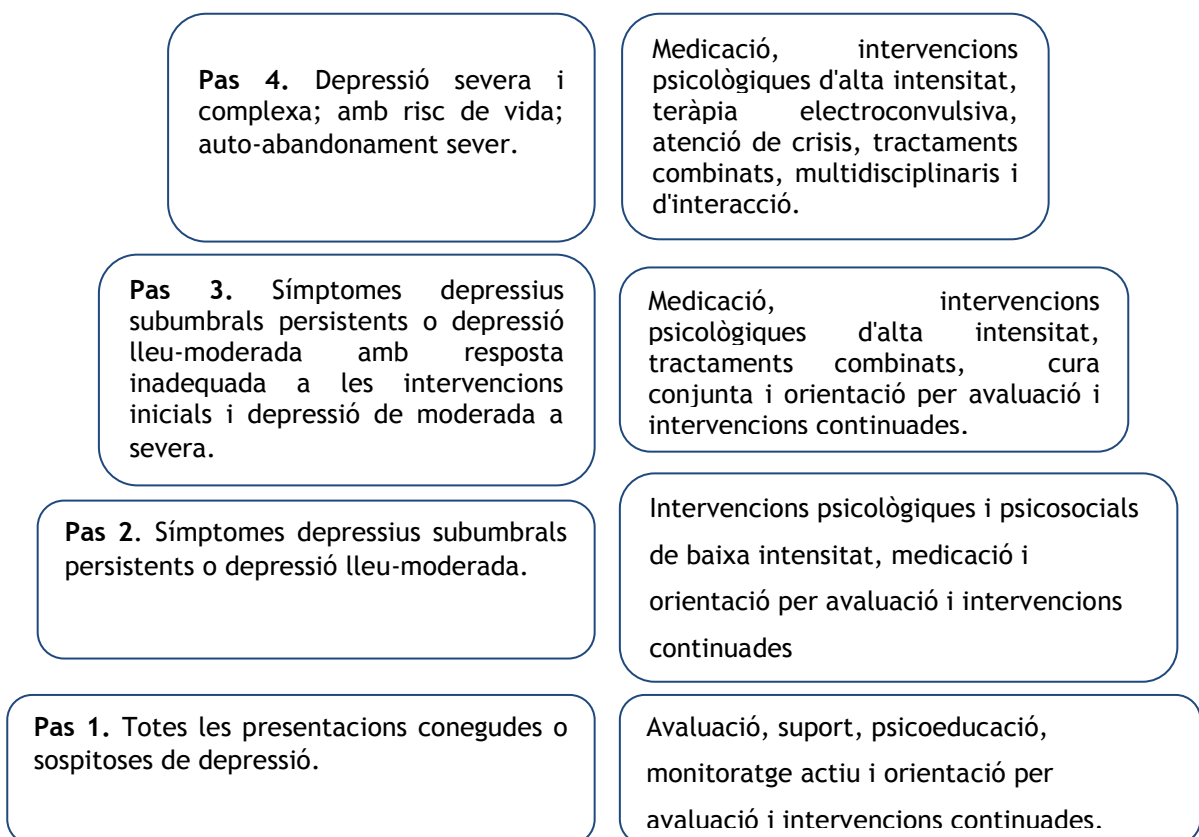 Pas 4. Depressió severa i
complexa; amb risc de vida;
auto-abandonament sever.
Medicació, intervencions
psicològiques d'alta intensitat,
teràpia electroconvulsiva,
atenció de crisis, tractaments
combinats, multidisciplinaris i
d'interacció.
Pas 3. Símptomes depressius
subumbrals persistents o depressió
lleu-moderada amb resposta
inadequada a les intervencions
inicials i depressió de moderada a
severa.
Medicació, intervencions
psicològiques d'alta intensitat,
tractaments combinats, cura
conjunta i orientació per avaluació i
intervencions continuades.
Pas 2. Símptomes depressius subumbrals
persistents o depressió lleu-moderada.
Intervencions psicològiques i psicosocials
de baixa intensitat, medicació i
orientació per avaluació i intervencions
continuades
Pas 1. Totes les presentacions conegudes o
sospitoses de depressió.
Avaluació, suport, psicoeducació,
monitoratge actiu i orientació per
avaluació i intervencions continuades.